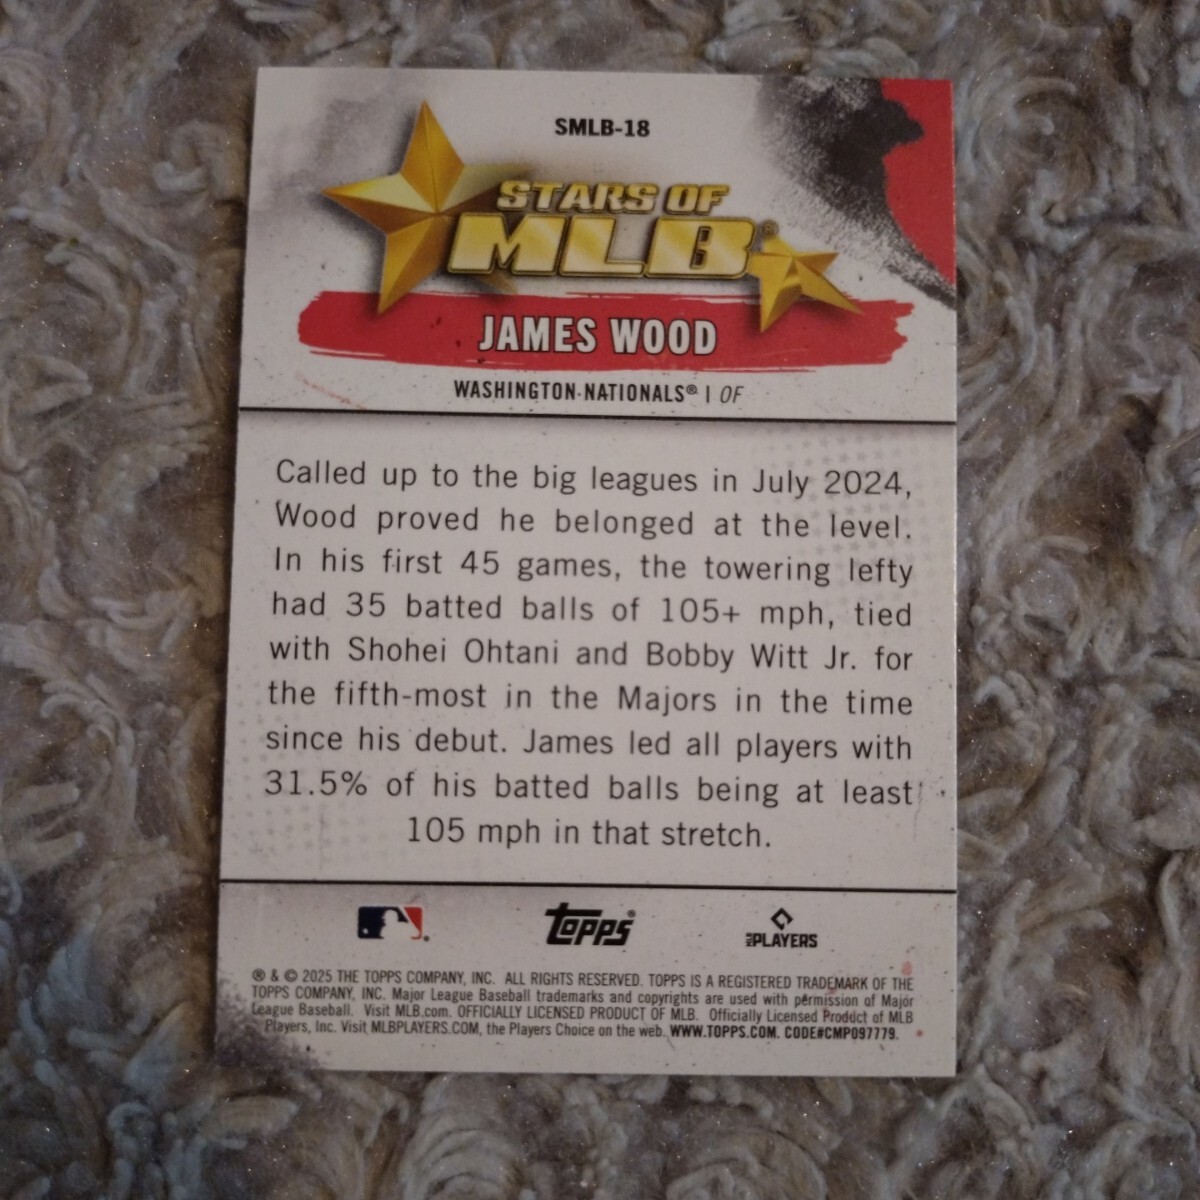 SMLB-18
STARS OF
MLB®
JAMES WOOD
WASHINGTON NATIONALS® | OF
Called up to the big leagues in July 2024,
Wood proved he belonged at the level.
In his first 45 games, the towering lefty
had 35 batted balls of 105+ mph, tied
with Shohei Ohtani and Bobby Witt Jr. for
the fifth-most in the Majors in the time
since his debut. James led all players with
31.5% of his batted balls being at least
105 mph in that stretch.
Topps®
MLB PLAYERS
® & © 2025 THE TOPPS COMPANY, INC. ALL RIGHTS RESERVED. TOPPS IS A REGISTERED TRADEMARK OF THE
TOPPS COMPANY, INC. Major League Baseball trademarks and copyrights are used with permission of Major
League Baseball. Visit MLB.com. OFFICIALLY LICENSED PRODUCT OF MLB. Officially Licensed Product of MLB
Players, Inc. Visit MLBPLAYERS.COM, the Players Choice on the web. WWW.TOPPS.COM. CODE#CMP097779.